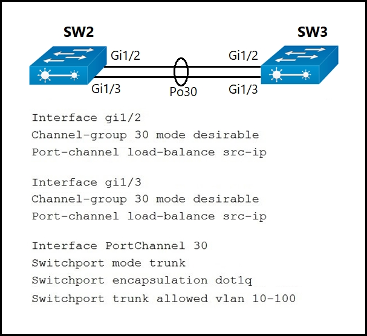 SW2 SW3
Gi1/2 Gi1/2
Gi1/3 Po30 Gi1/3
Interface gi1/2
Channel-group 30 mode desirable
Port-channel load-balance src-ip
Interface gi1/3
Channel-group 30 mode desirable
Port-channel load-balance src-ip
Interface PortChannel 30
Switchport mode trunk
Switchport encapsulation dot1q
Switchport trunk allowed vlan 10-100